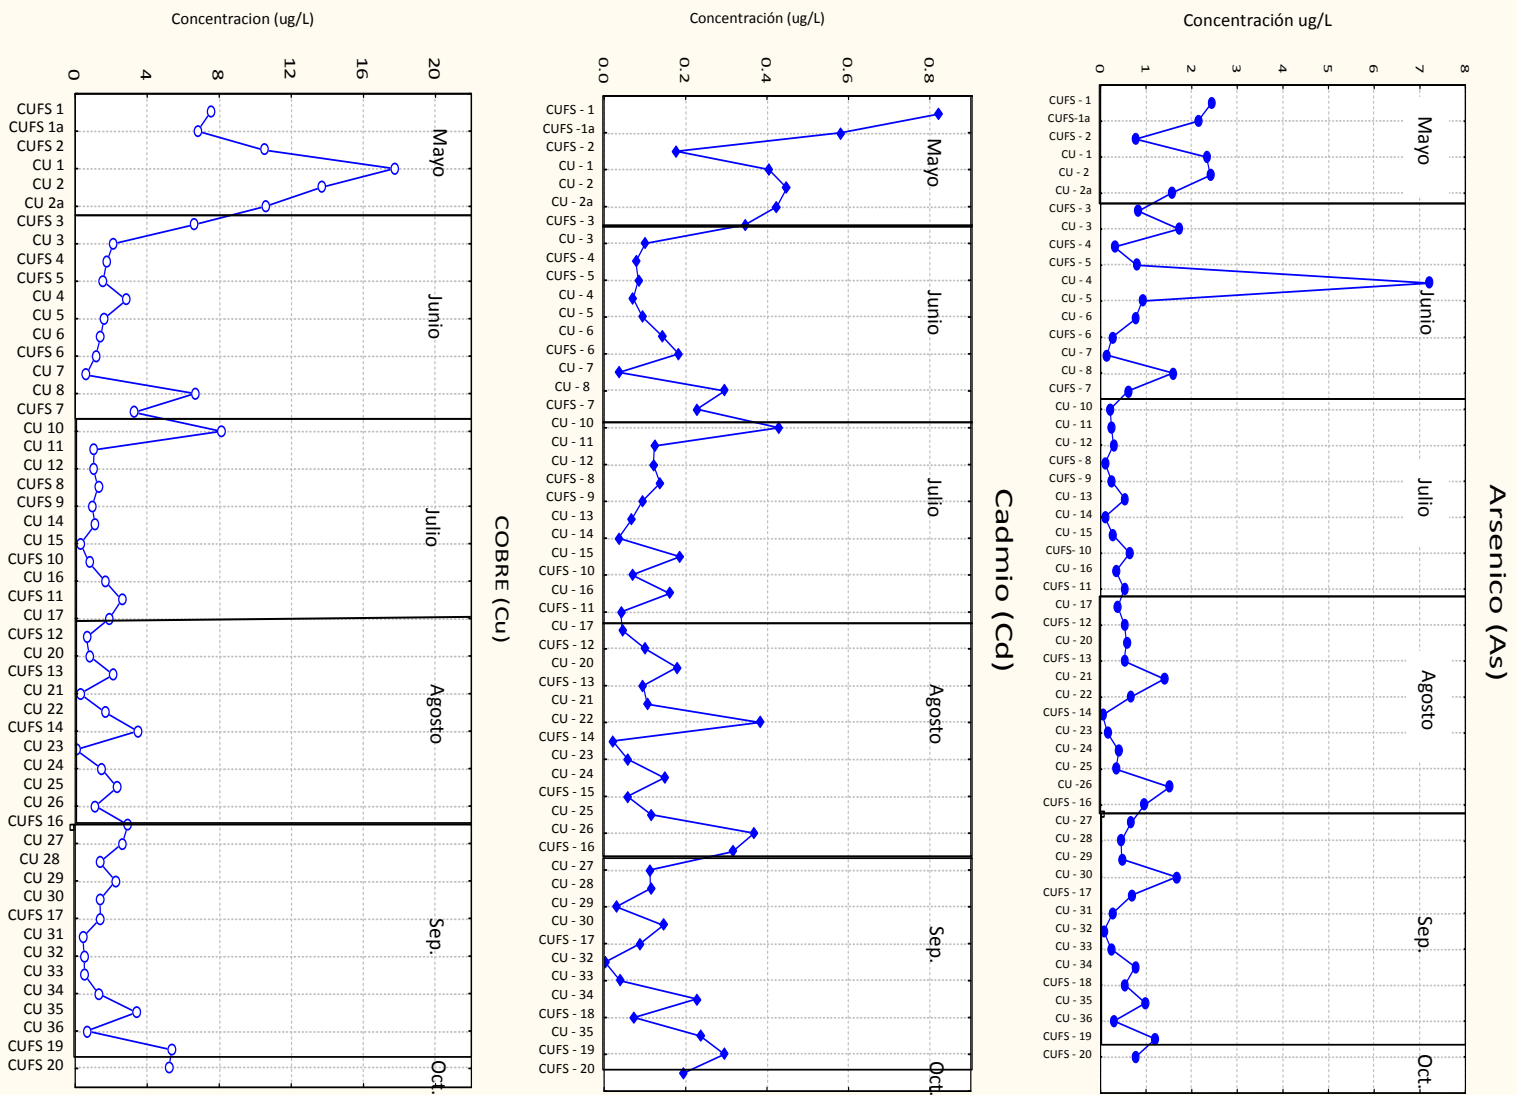 Concentracion (ug/L)
0
4
8
12
16
20
CUFS 1
CUFS 1a
CUFS 2
CU 1
CU 2
CU 2a
CUFS 3
CU 3
CUFS 4
CUFS 5
CU 4
CU 5
CU 6
CUFS 6
CU 7
CU 8
CUFS 7
CU 10
CU 11
CU 12
CUFS 8
CUFS 9
CU 14
CU 15
CUFS 10
CU 16
CUFS 11
CU 17
CUFS 12
CU 20
CUFS 13
CU 21
CU 22
CUFS 14
CU 23
CU 24
CU 25
CU 26
CUFS 16
CU 27
CU 28
CU 29
CU 30
CUFS 17
CU 31
CU 32
CU 33
CU 34
CU 35
CU 36
CUFS 19
CUFS 20
Mayo
Junio
Julio
Agosto
Sep.
Oct.
COBRE (Cu)
Concentración (ug/L)
0.0
0.2
0.4
0.6
0.8
CUFS - 1
CUFS -1a
CUFS - 2
CU - 1
CU - 2
CU - 2a
CUFS - 3
CU - 3
CUFS - 4
CUFS - 5
CU - 4
CU - 5
CU - 6
CUFS - 6
CU - 7
CU - 8
CUFS - 7
CU - 10
CU - 11
CU - 12
CUFS - 8
CUFS - 9
CU - 13
CU - 14
CU - 15
CUFS - 10
CU - 16
CUFS - 11
CU - 17
CUFS - 12
CU - 20
CUFS - 13
CU - 21
CU - 22
CUFS - 14
CU - 23
CU - 24
CUFS - 15
CU - 25
CU - 26
CUFS - 16
CU - 27
CU - 28
CU - 29
CU - 30
CUFS - 17
CU - 32
CU - 33
CU - 34
CUFS - 18
CU - 35
CUFS - 19
CUFS - 20
Mayo
Junio
Julio
Agosto
Sep.
Oct.
Cadmio (Cd)
Concentración ug/L
0
1
2
3
4
5
6
7
8
CUFS - 1
CUFS-1a
CUFS - 2
CU - 1
CU - 2
CU - 2a
CUFS - 3
CU - 3
CUFS - 4
CUFS - 5
CU - 4
CU - 5
CU - 6
CUFS - 6
CU - 7
CU - 8
CUFS - 7
CU - 10
CU - 11
CU - 12
CUFS - 8
CUFS - 9
CU - 13
CU - 14
CU - 15
CUFS- 10
CU - 16
CUFS - 11
CU - 17
CUFS - 12
CU - 20
CUFS - 13
CU - 21
CU - 22
CUFS - 14
CU - 23
CU - 24
CU - 25
CU -26
CUFS - 16
CU - 27
CU - 28
CU - 29
CU - 30
CUFS - 17
CU - 31
CU - 32
CU - 33
CU - 34
CUFS - 18
CU - 35
CU - 36
CUFS - 19
CUFS - 20
Mayo
Junio
Julio
Agosto
Sep.
Oct.
Arsenico (As)